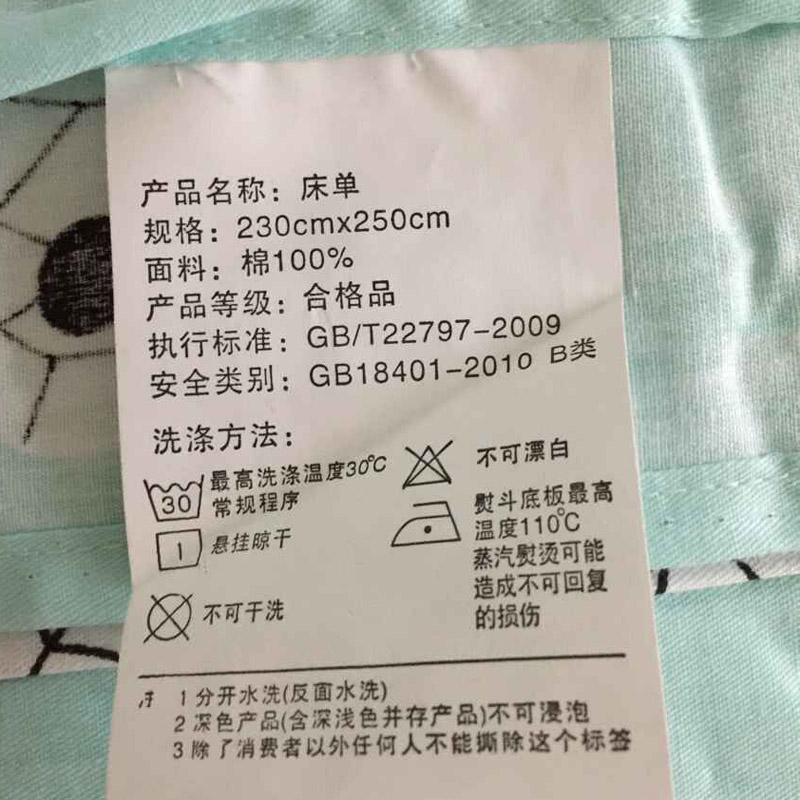 产品名称：床单
规格：230cmx250cm
面料：棉100%
产品等级：合格品
执行标准：GB/T22797-2009
安全类别：GB18401-2010 B类
洗涤方法：
30
最高洗涤温度30℃
常规程序
不可漂白
悬挂晾干
熨斗底板最高
温度110℃
蒸汽熨烫可能
造成不可回复
的损伤
不可干洗
1 分开水洗(反面水洗)
2 深色产品(含深浅色并存产品)不可浸泡
3 除了消费者以外任何人不能撕除这个标签